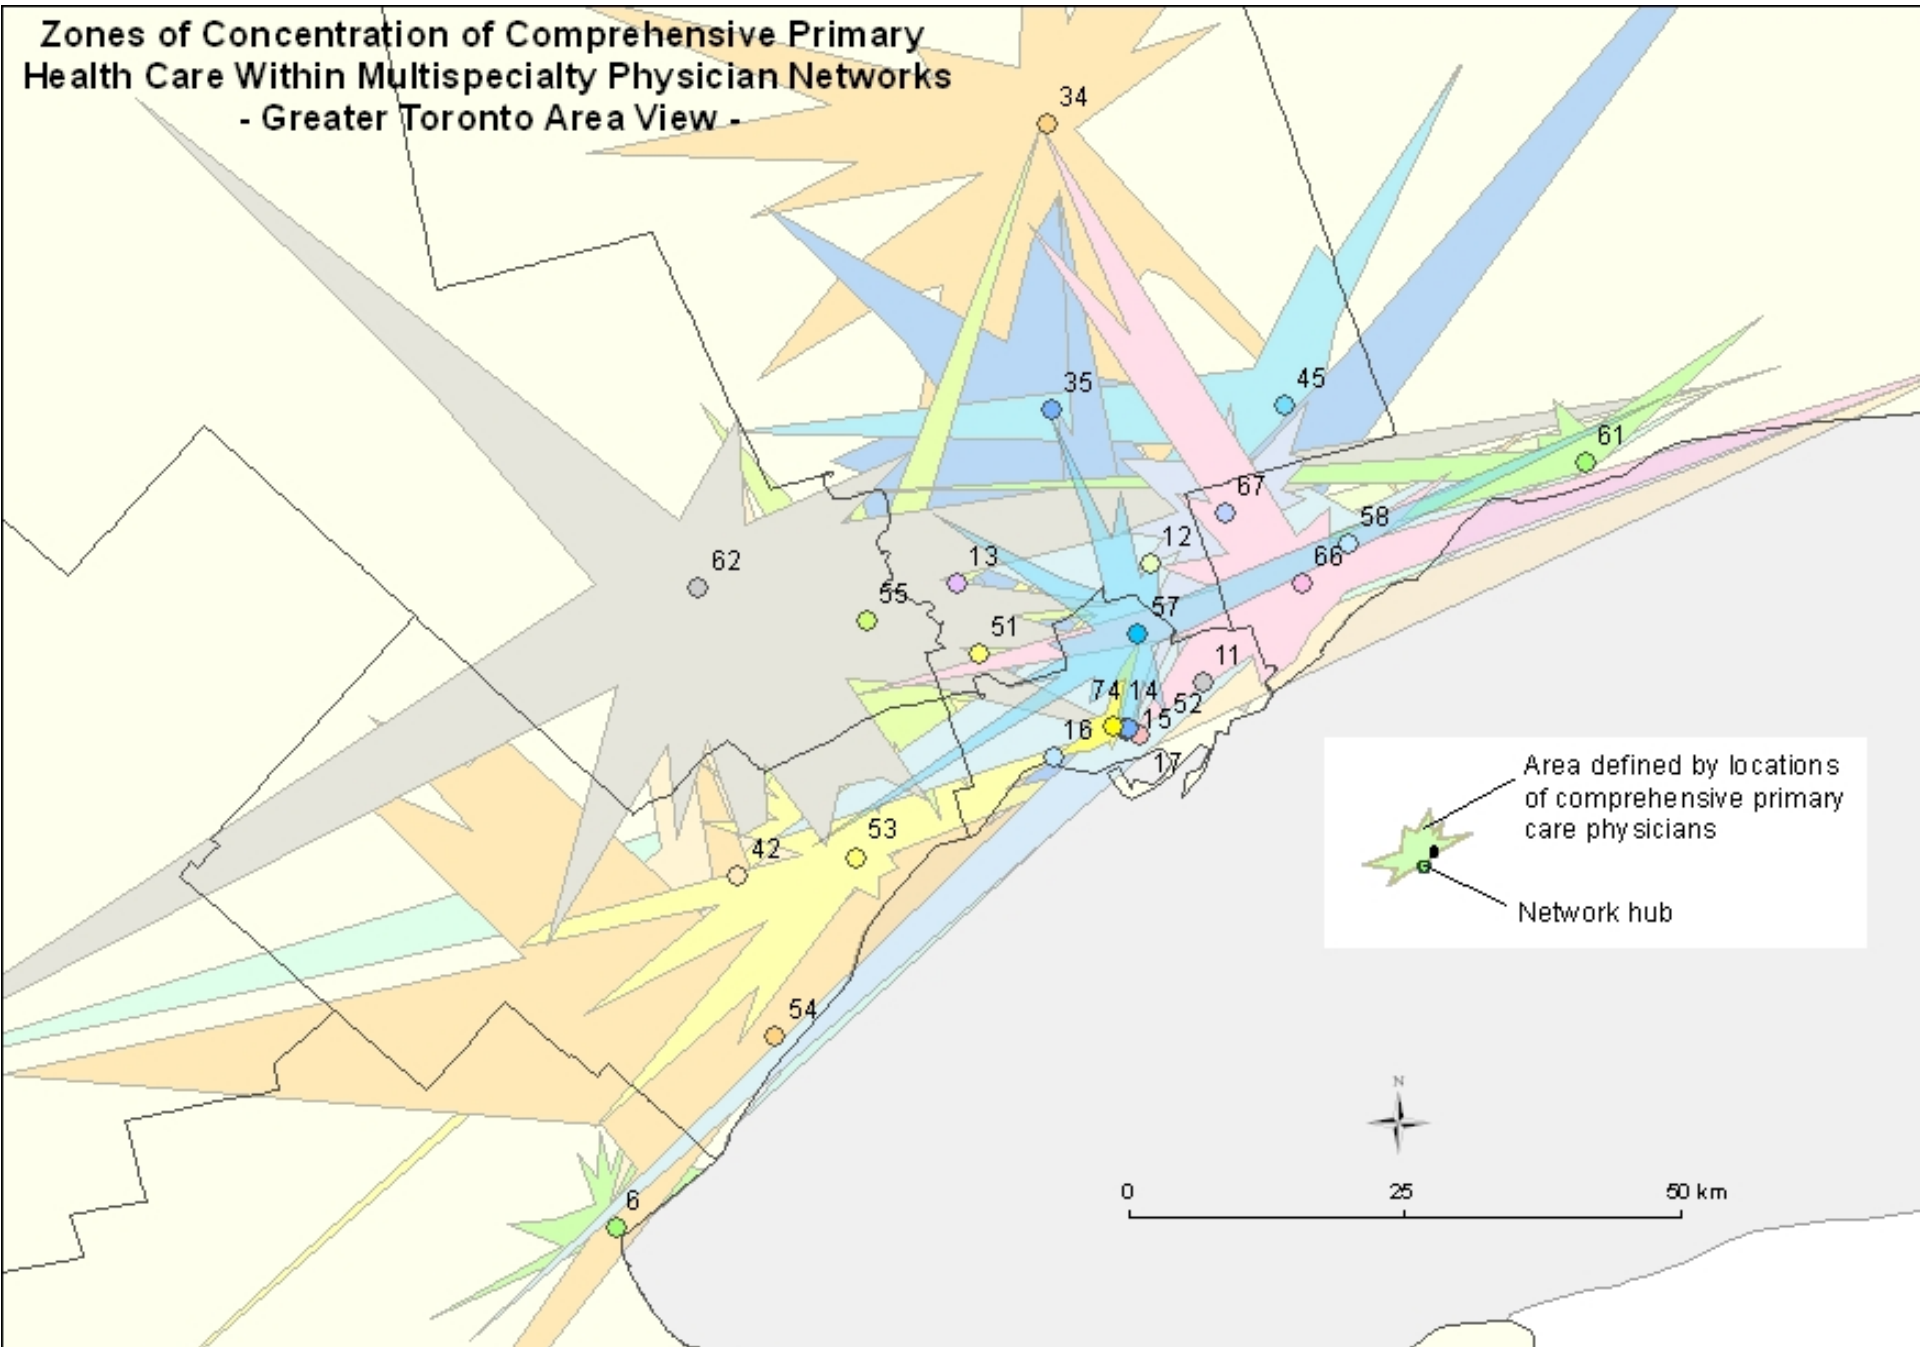 Zones of Concentration of Comprehensive Primary
Health Care Within Multispecialty Physician Networks
- Greater Toronto Area View -
34
35
45
61
67
58
12
66
13
62
55
57
51
11
74
14
52
15
16
17
53
42
Area defined by locations
of comprehensive primary
care physicians
Network hub
54
N
0
25
50 km
6